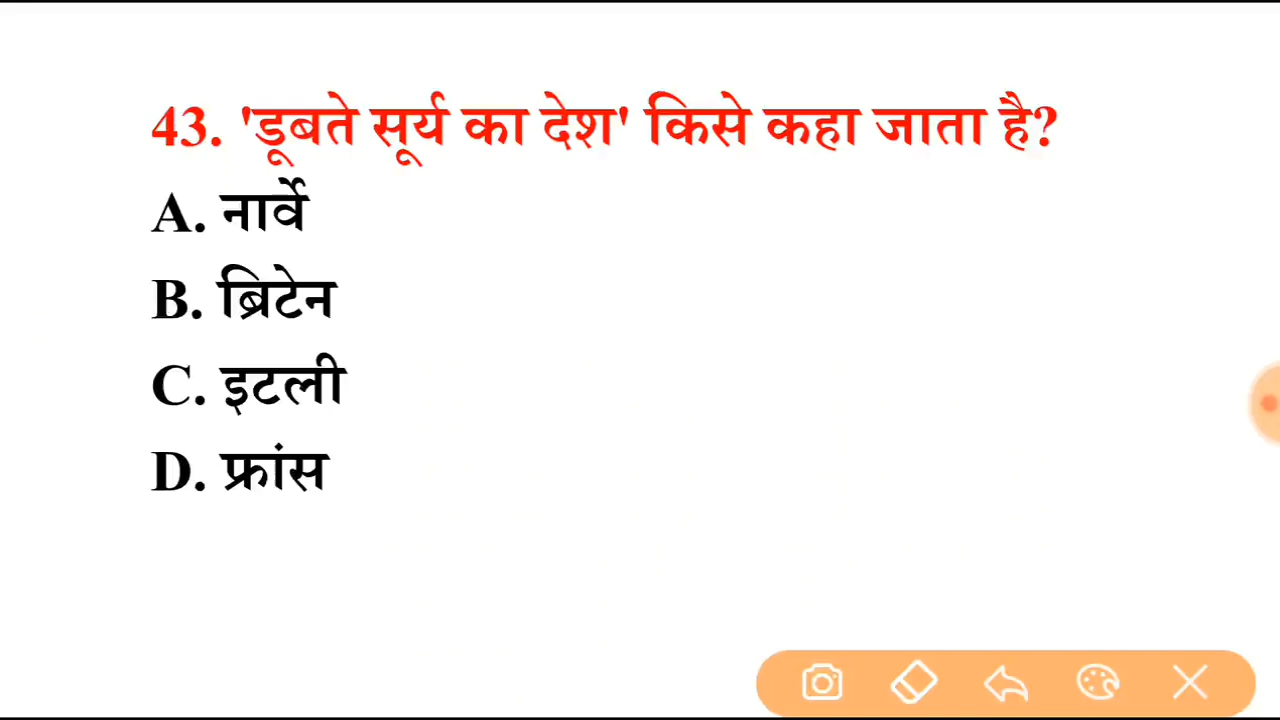 43. 'डूबते सूर्य का देश' किसे कहा जाता है?
A. नार्वे
B. ब्रिटेन
C. इटली
D. फ्रांस